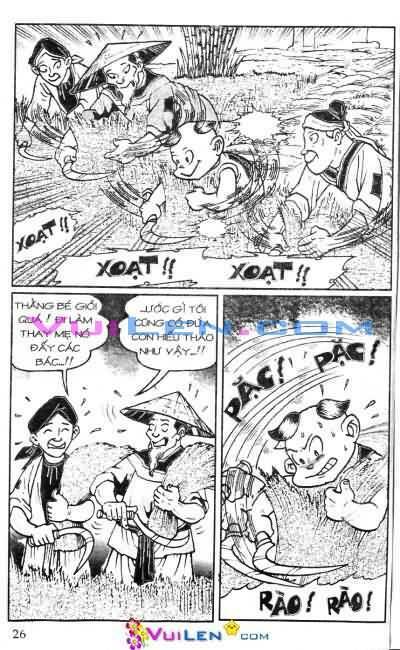 XOẠT!!
XOẠT!!
XOẠT!!
THẰNG BÉ GIỎI
QUÁ! ĐI LÀM
THAY MẸ NÓ
ĐẤY CÁC
BÁC...!!
...ƯỚC GÌ TÔI
CŨNG CÓ ĐỨA
CON HIẾU THẢO
NHƯ VẬY...!!
VUILEN.COM
PẶC! PẶC!
RÀO! RÀO!
26
VUILEN.COM